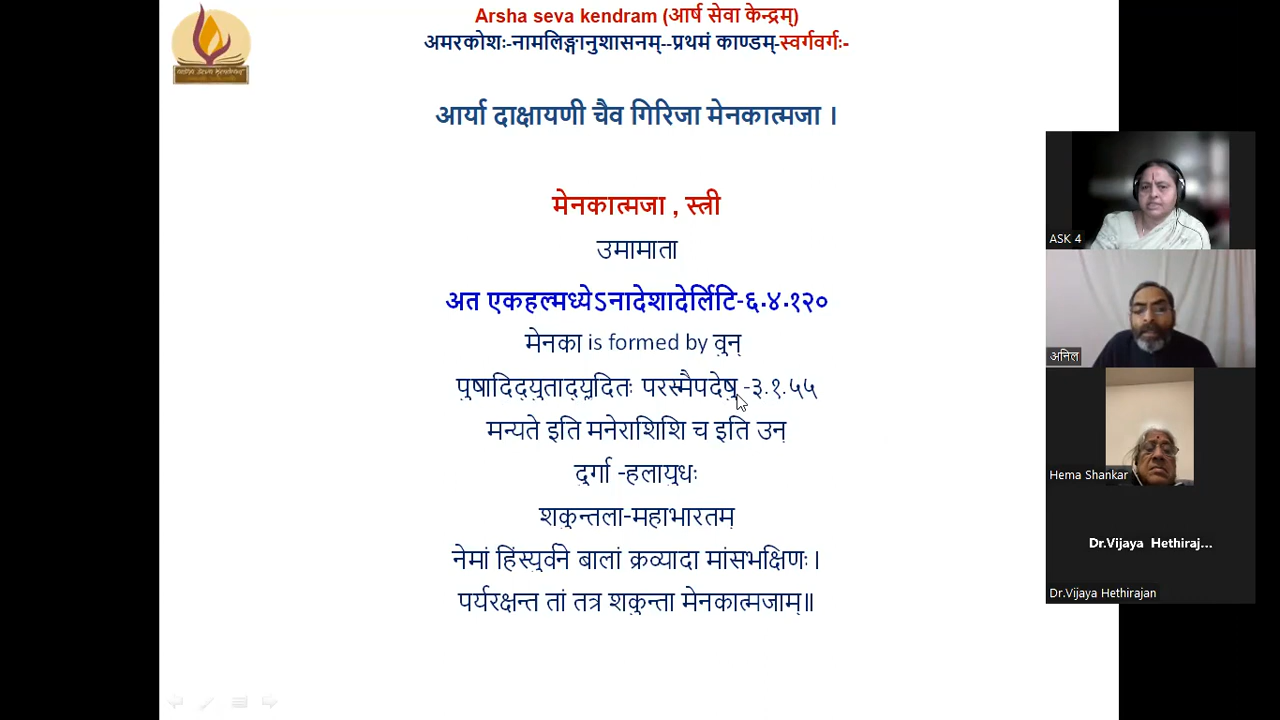 Arsha seva kendram (आर्ष सेवा केन्द्रम्)
अमरकोशः-नामलिङ्गानुशासनम्--प्रथमं काण्डम्-स्वर्गवर्गः-
आर्या दाक्षायणी चैव गिरिजा मेनकात्मजा ।
मेनकात्मजा , स्त्री
उमामाता
अत एकहल्मध्येऽनादेशादेर्लिटि-६.४.१२०
मेनका is formed by वुन्
पुषादिद्युताद्यॢदितः परस्मैपदेषु -३.१.५५
मन्यते इति मनेराशिशि च इति उन्
दुर्गा -हलायुधः
शकुन्तला-महाभारतम्
नेमां हिंस्युर्वने बालां क्रव्यादा मांसभक्षिणः ।
पर्यरक्षन्त तां तत्र शकुन्ता मेनकात्मजाम्॥
ASK 4
अनिल
Hema Shankar
Dr.Vijaya Hethiraj...
Dr.Vijaya Hethirajan